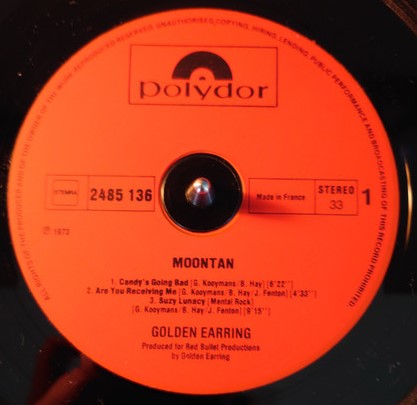 ALL RIGHTS OF THE PRODUCER AND OF THE OWNER OF THE WORK REPRODUCED RESERVED. UNAUTHORISED COPYING, HIRING, LENDING, PUBLIC PERFORMANCE AND BROADCASTING OF THIS RECORD PROHIBITED.
polydor
STEMRA 2485 136
Made in France STEREO 33 1
℗ 1973
MOONTAN
1. Candy's Going Bad [G. Kooymans/B. Hay] [6'22'']
2. Are You Receiving Me [G. Kooymans/B. Hay/J. Fenton] [4'33'']
3. Suzy Lunacy [Mental Rock]
[G. Kooymans/B. Hay/J. Fenton] [9'15'']
GOLDEN EARRING
Produced for Red Bullet Productions
by Golden Earring